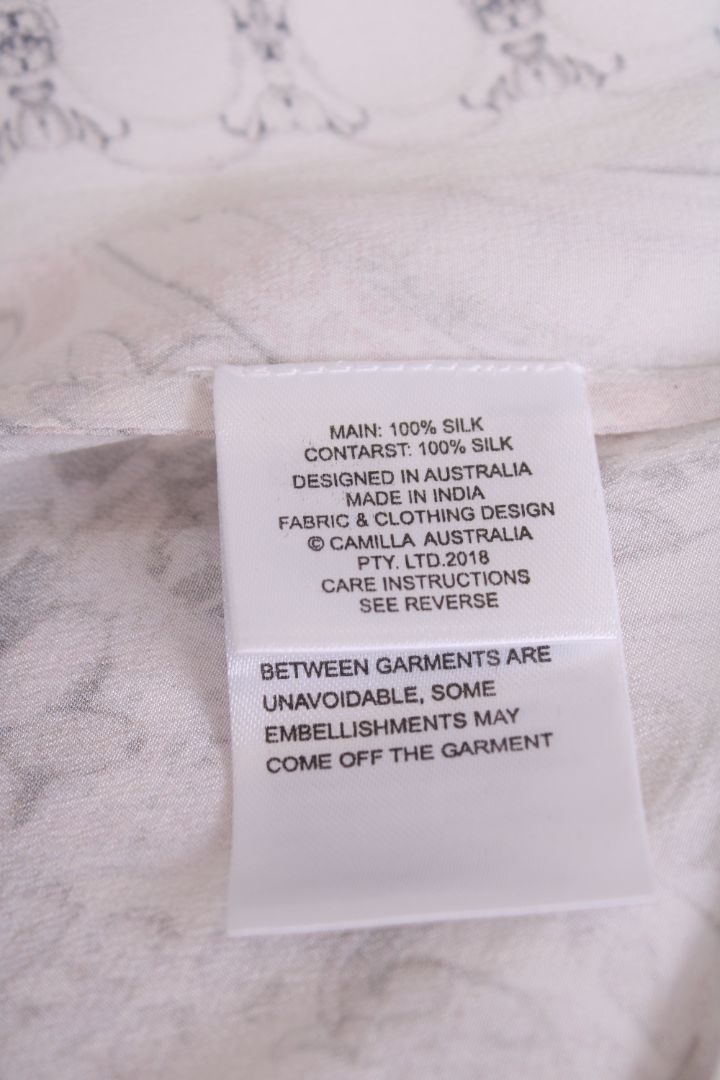 MAIN: 100% SILK
CONTARST: 100% SILK
DESIGNED IN AUSTRALIA
MADE IN INDIA
FABRIC & CLOTHING DESIGN
© CAMILLA AUSTRALIA
PTY. LTD.2018
CARE INSTRUCTIONS
SEE REVERSE
BETWEEN GARMENTS ARE
UNAVOIDABLE, SOME
EMBELLISHMENTS MAY
COME OFF THE GARMENT